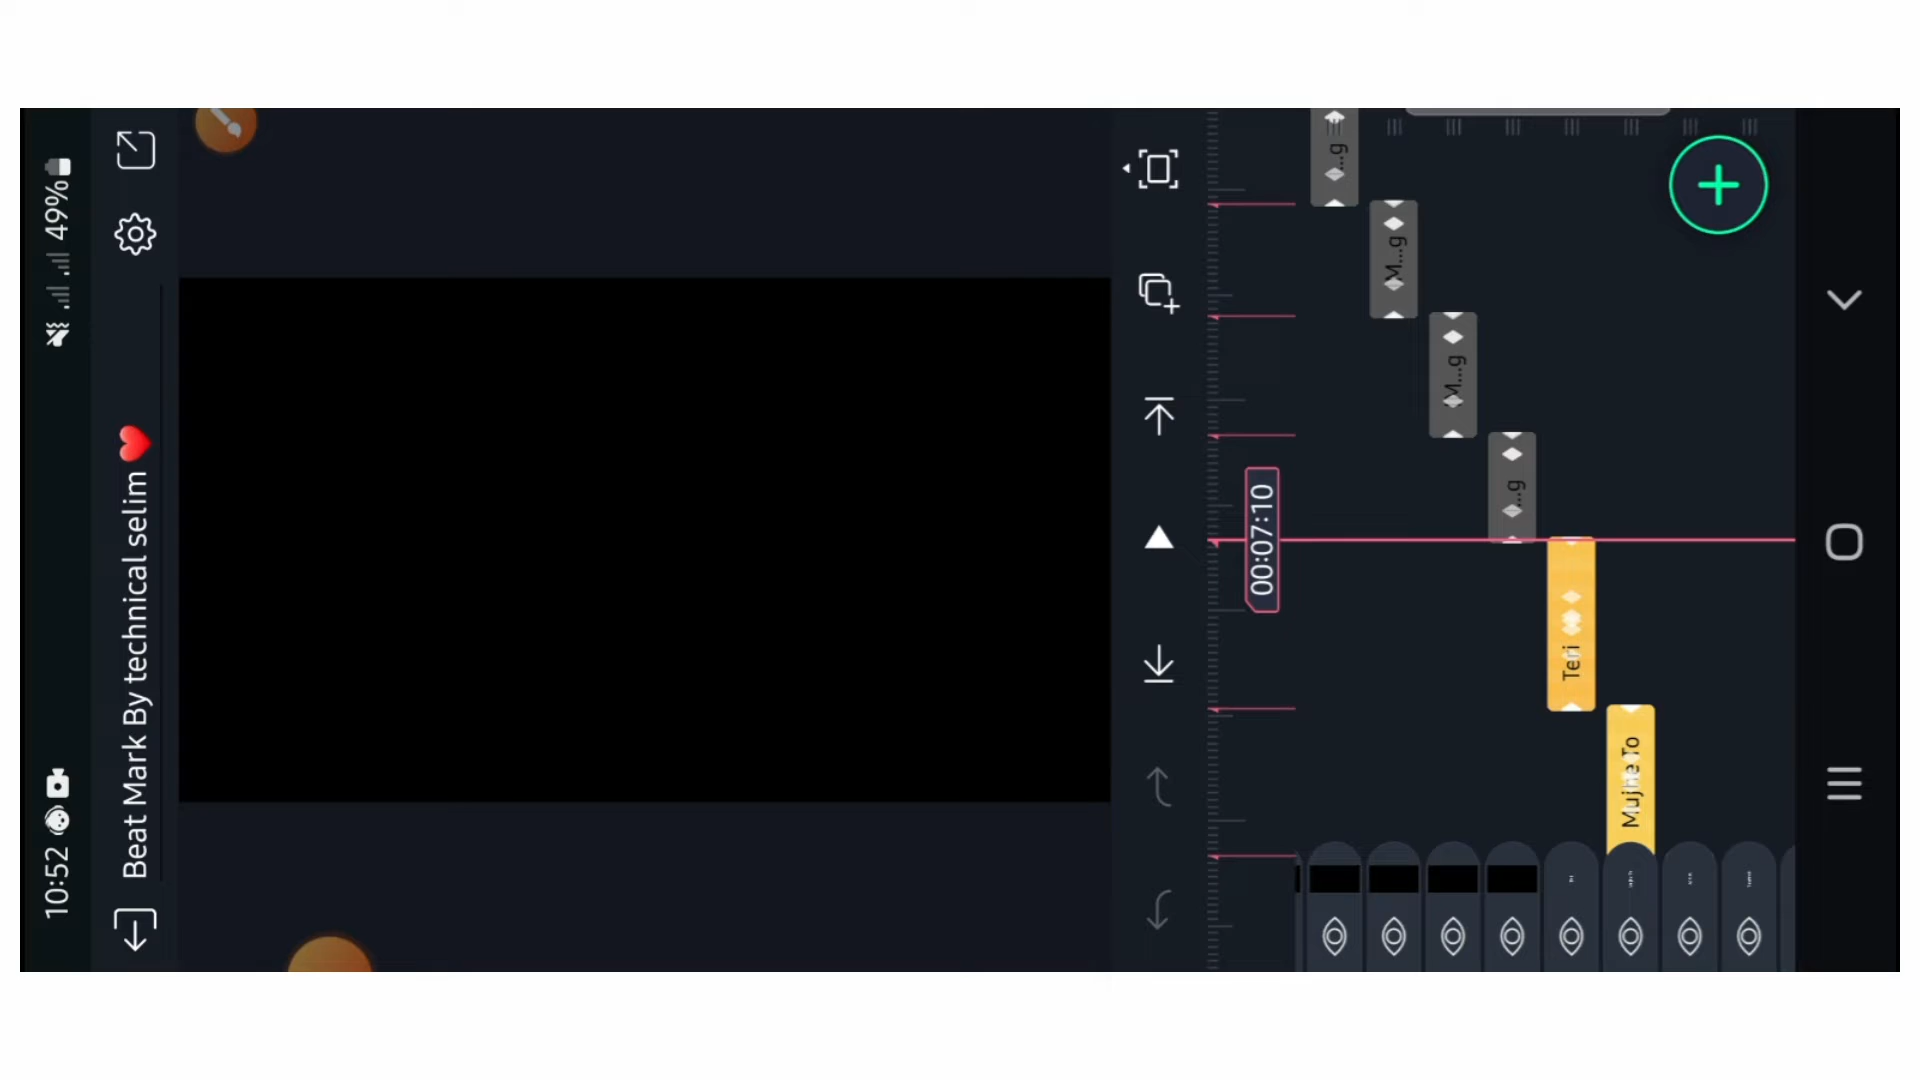 10:52
49%
Beat Mark By technical selim ❤️
00:07:10
Teri
Mujhe To
...g
M...g
M...g
...g